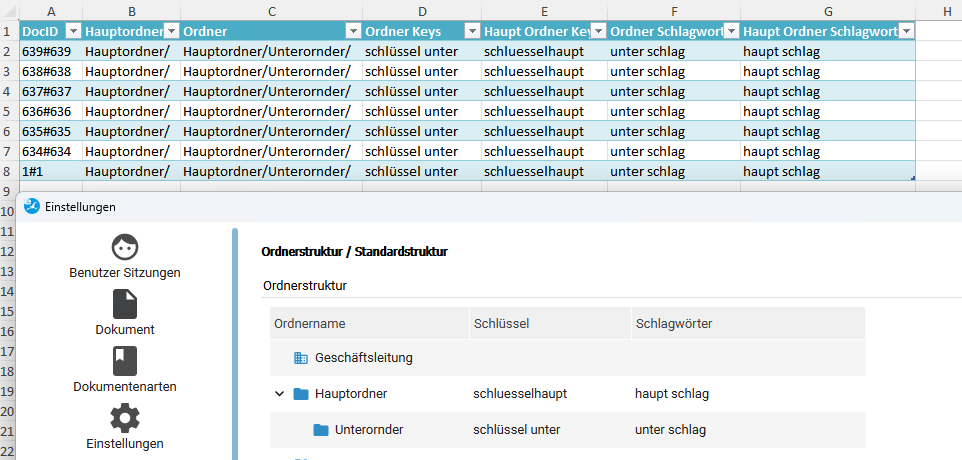 A B C D E F G H
1 DocID Hauptordner/ Ordner Ordner Keys Haupt Ordner Key Ordner Schlagwort Haupt Ordner Schlagwort
2 639#639 Hauptordner/ Hauptordner/Unterornder/ schlüssel unter schluesselhaupt unter schlag haupt schlag
3 638#638 Hauptordner/ Hauptordner/Unterornder/ schlüssel unter schluesselhaupt unter schlag haupt schlag
4 637#637 Hauptordner/ Hauptordner/Unterornder/ schlüssel unter schluesselhaupt unter schlag haupt schlag
5 636#636 Hauptordner/ Hauptordner/Unterornder/ schlüssel unter schluesselhaupt unter schlag haupt schlag
6 635#635 Hauptordner/ Hauptordner/Unterornder/ schlüssel unter schluesselhaupt unter schlag haupt schlag
7 634#634 Hauptordner/ Hauptordner/Unterornder/ schlüssel unter schluesselhaupt unter schlag haupt schlag
8 1#1 Hauptordner/ Hauptordner/Unterornder/ schlüssel unter schluesselhaupt unter schlag haupt schlag
9
10 Einstellungen
11
12 Ordnerstruktur / Standardstruktur
13 Benutzer Sitzungen
14 Ordnerstruktur
15
16 Dokument Ordnername Schlüssel Schlagwörter
17
18 Geschäftsleitung
19 Dokumentenarten Hauptordner schluesselhaupt haupt schlag
20
21 Unterornder schlüssel unter unter schlag
22 Einstellungen